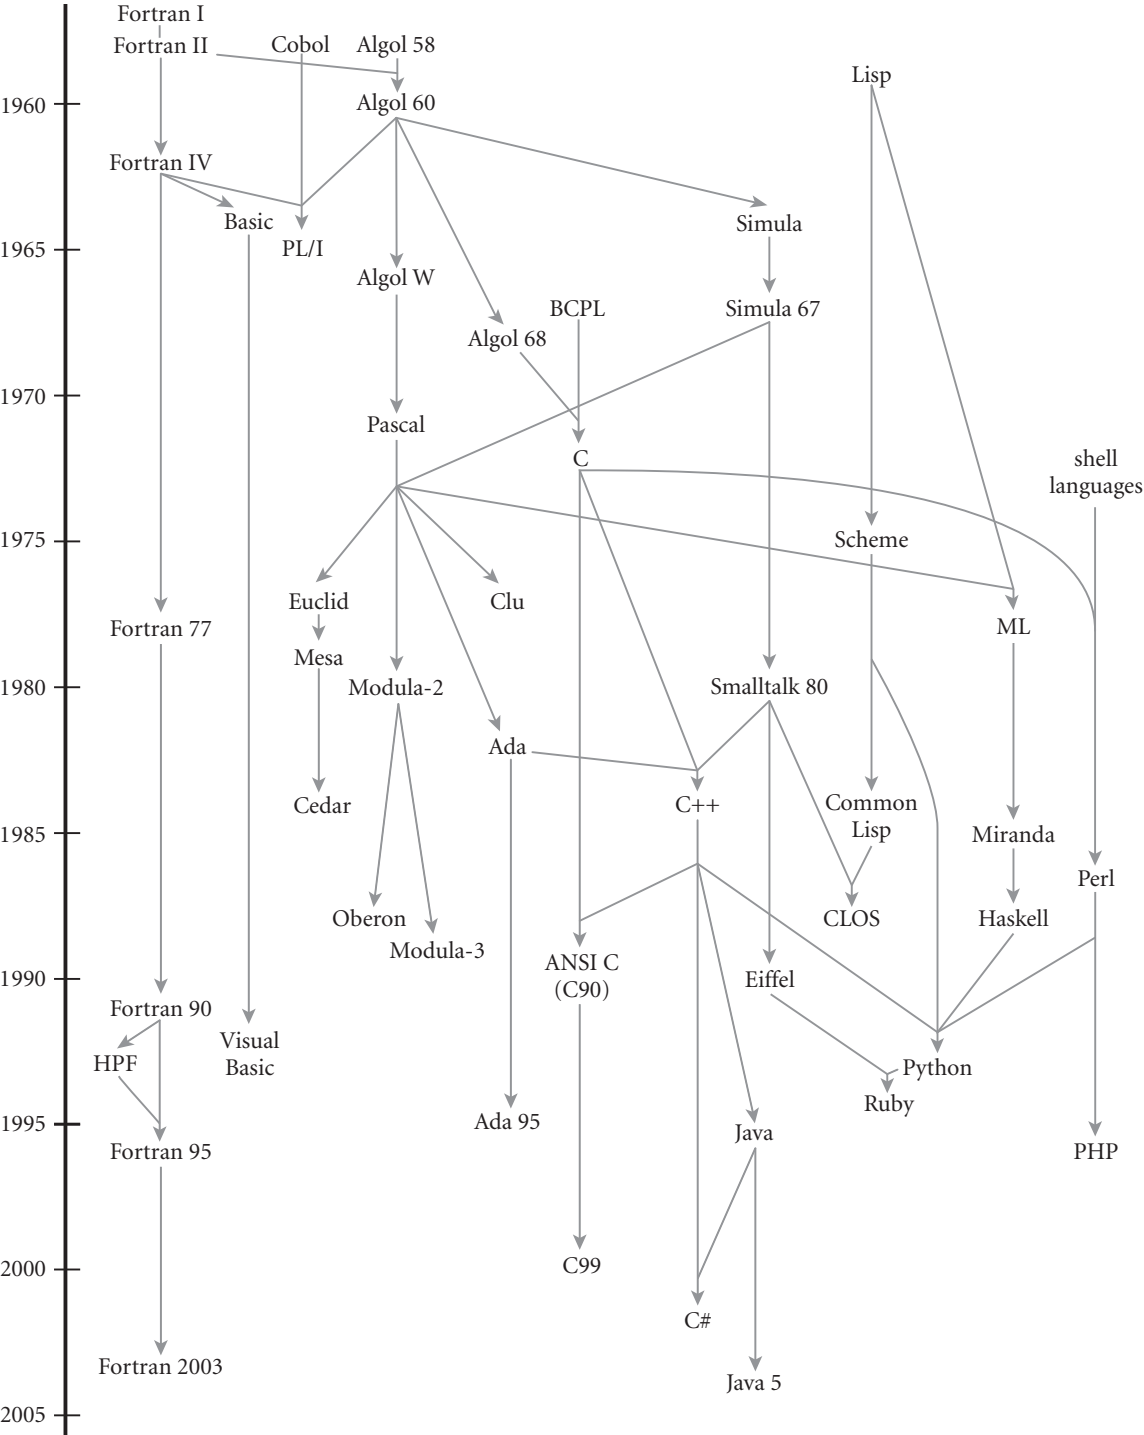 Fortran I
Fortran II
Cobol
Algol 58
Lisp
1960
Algol 60
Fortran IV
Basic
Simula
1965
PL/I
Algol W
BCPL
Simula 67
Algol 68
1970
Pascal
C
shell
languages
1975
Scheme
Euclid
Clu
Fortran 77
ML
Mesa
1980
Modula-2
Smalltalk 80
Ada
Cedar
C++
Common
Lisp
1985
Miranda
Perl
Oberon
CLOS
Haskell
Modula-3
ANSI C
(C90)
1990
Eiffel
Fortran 90
Visual
Basic
HPF
Python
Ruby
1995
Ada 95
Java
Fortran 95
PHP
2000
C99
C#
Fortran 2003
Java 5
2005